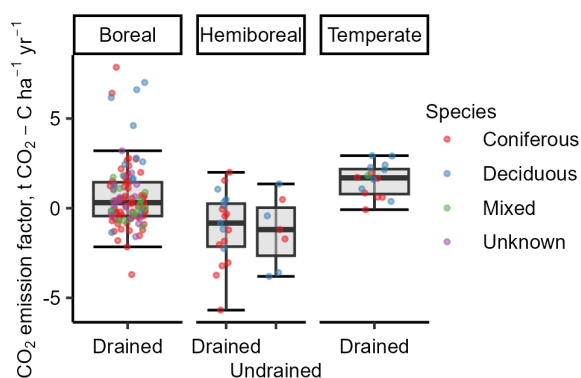 Boreal Hemiboreal Temperate
CO₂ emission factor, t CO₂ − C ha⁻¹ yr⁻¹
5
0
-5
Drained Drained Drained
Undrained
Species
Coniferous
Deciduous
Mixed
Unknown